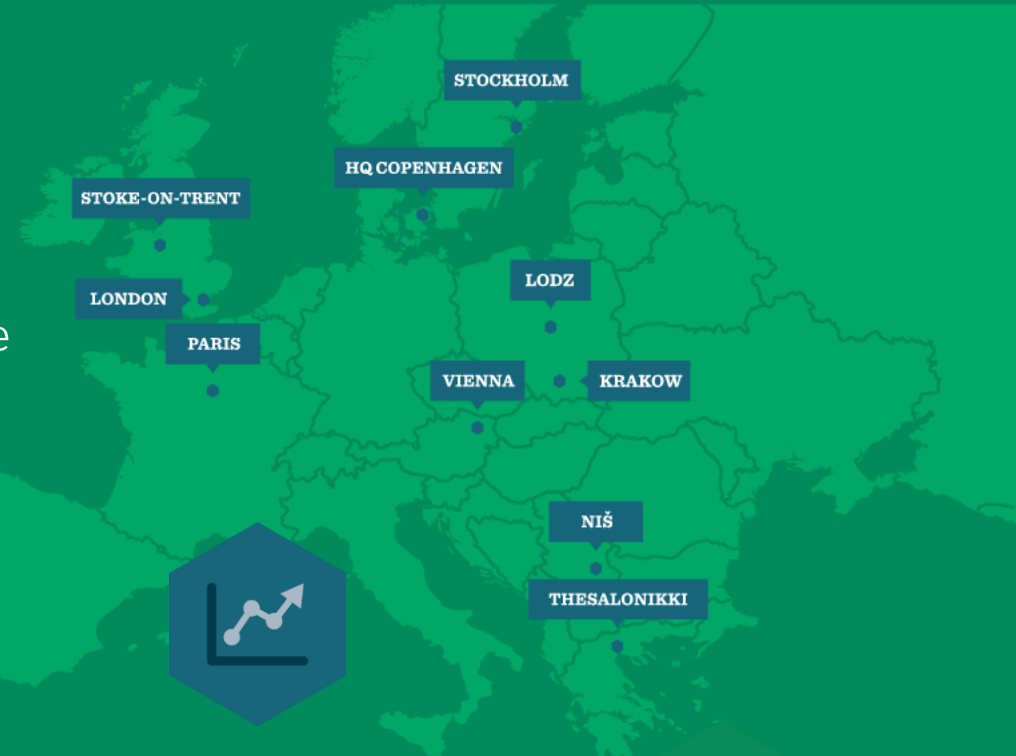 STOCKHOLM
HQ COPENHAGEN
STOKE-ON-TRENT
LODZ
LONDON
e
PARIS
VIENNA
KRAKOW
NIŠ
THESALONIKKI